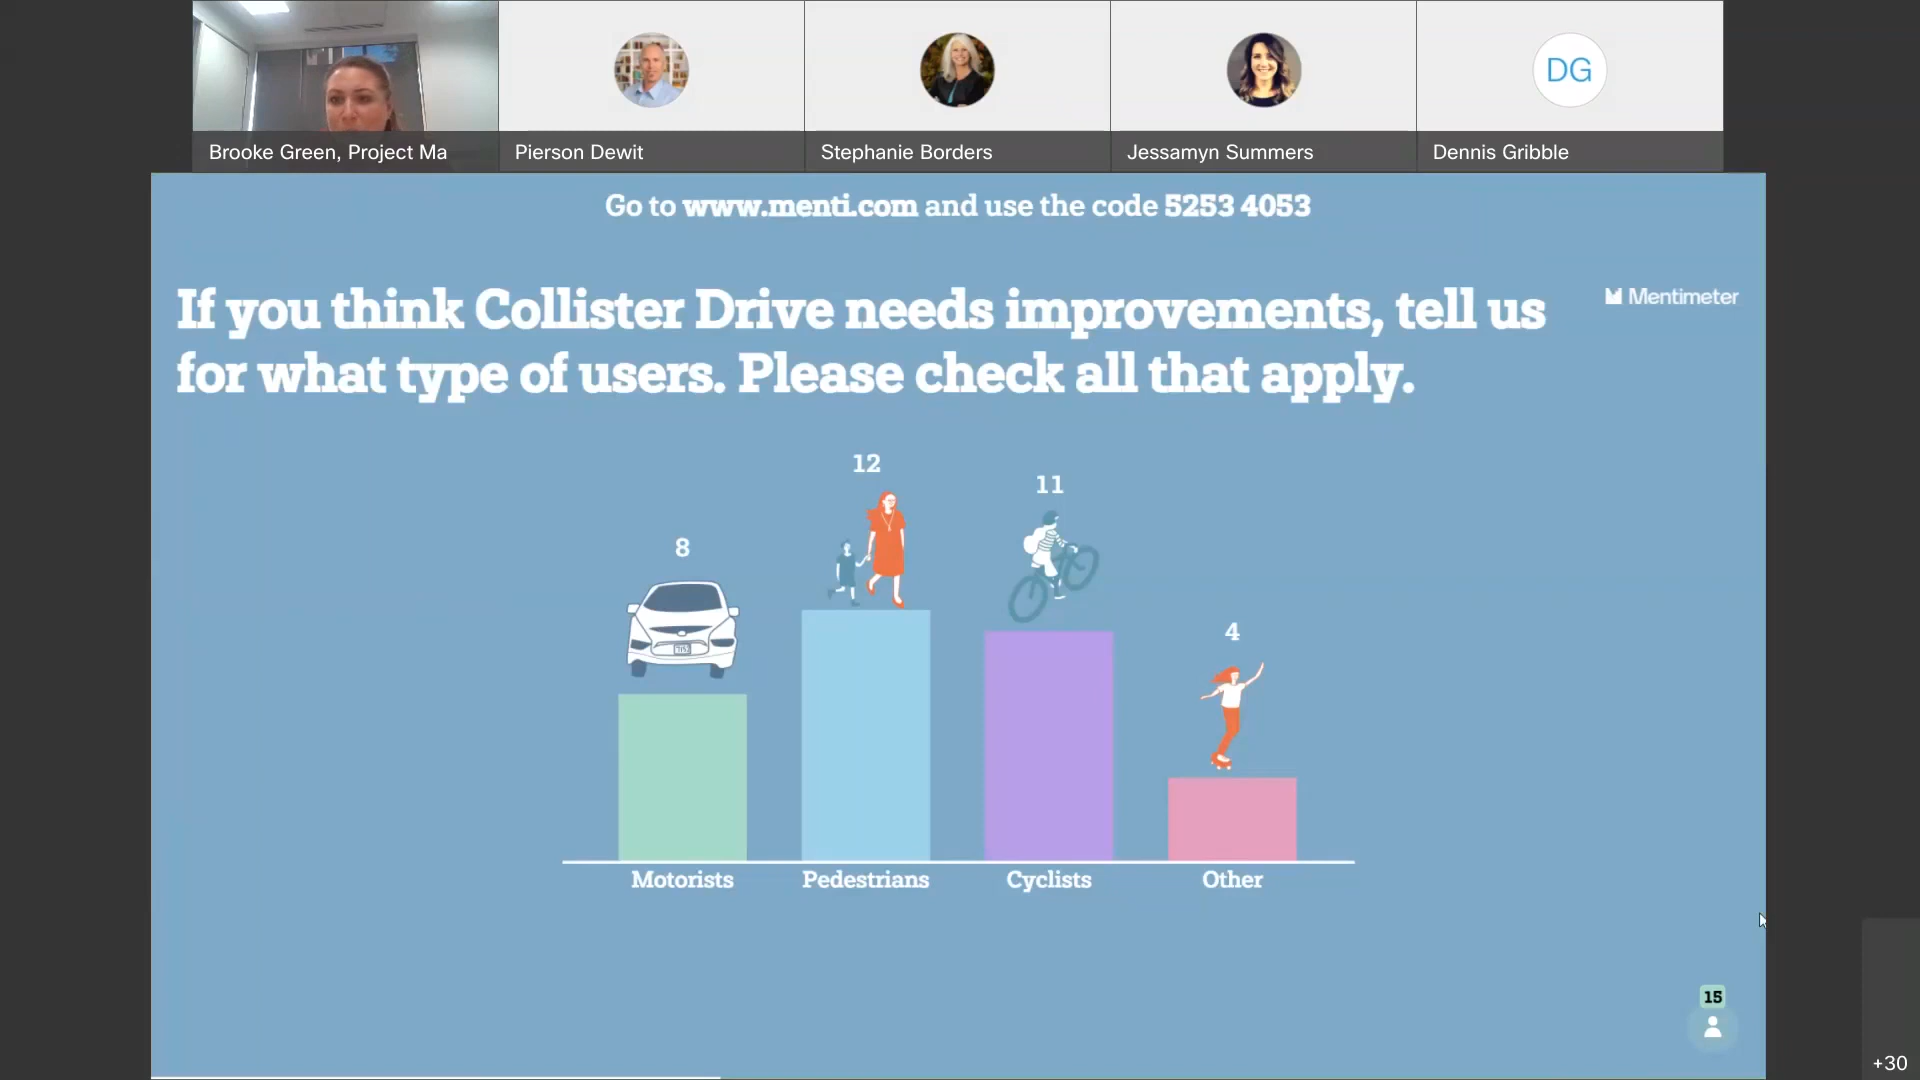 Brooke Green, Project Ma
Pierson Dewit
Stephanie Borders
Jessamyn Summers
DG
Dennis Gribble
Go to www.menti.com and use the code 5253 4053
If you think Collister Drive needs improvements, tell us
for what type of users. Please check all that apply.
Mentimeter
8
12
11
4
Motorists
Pedestrians
Cyclists
Other
15
+30